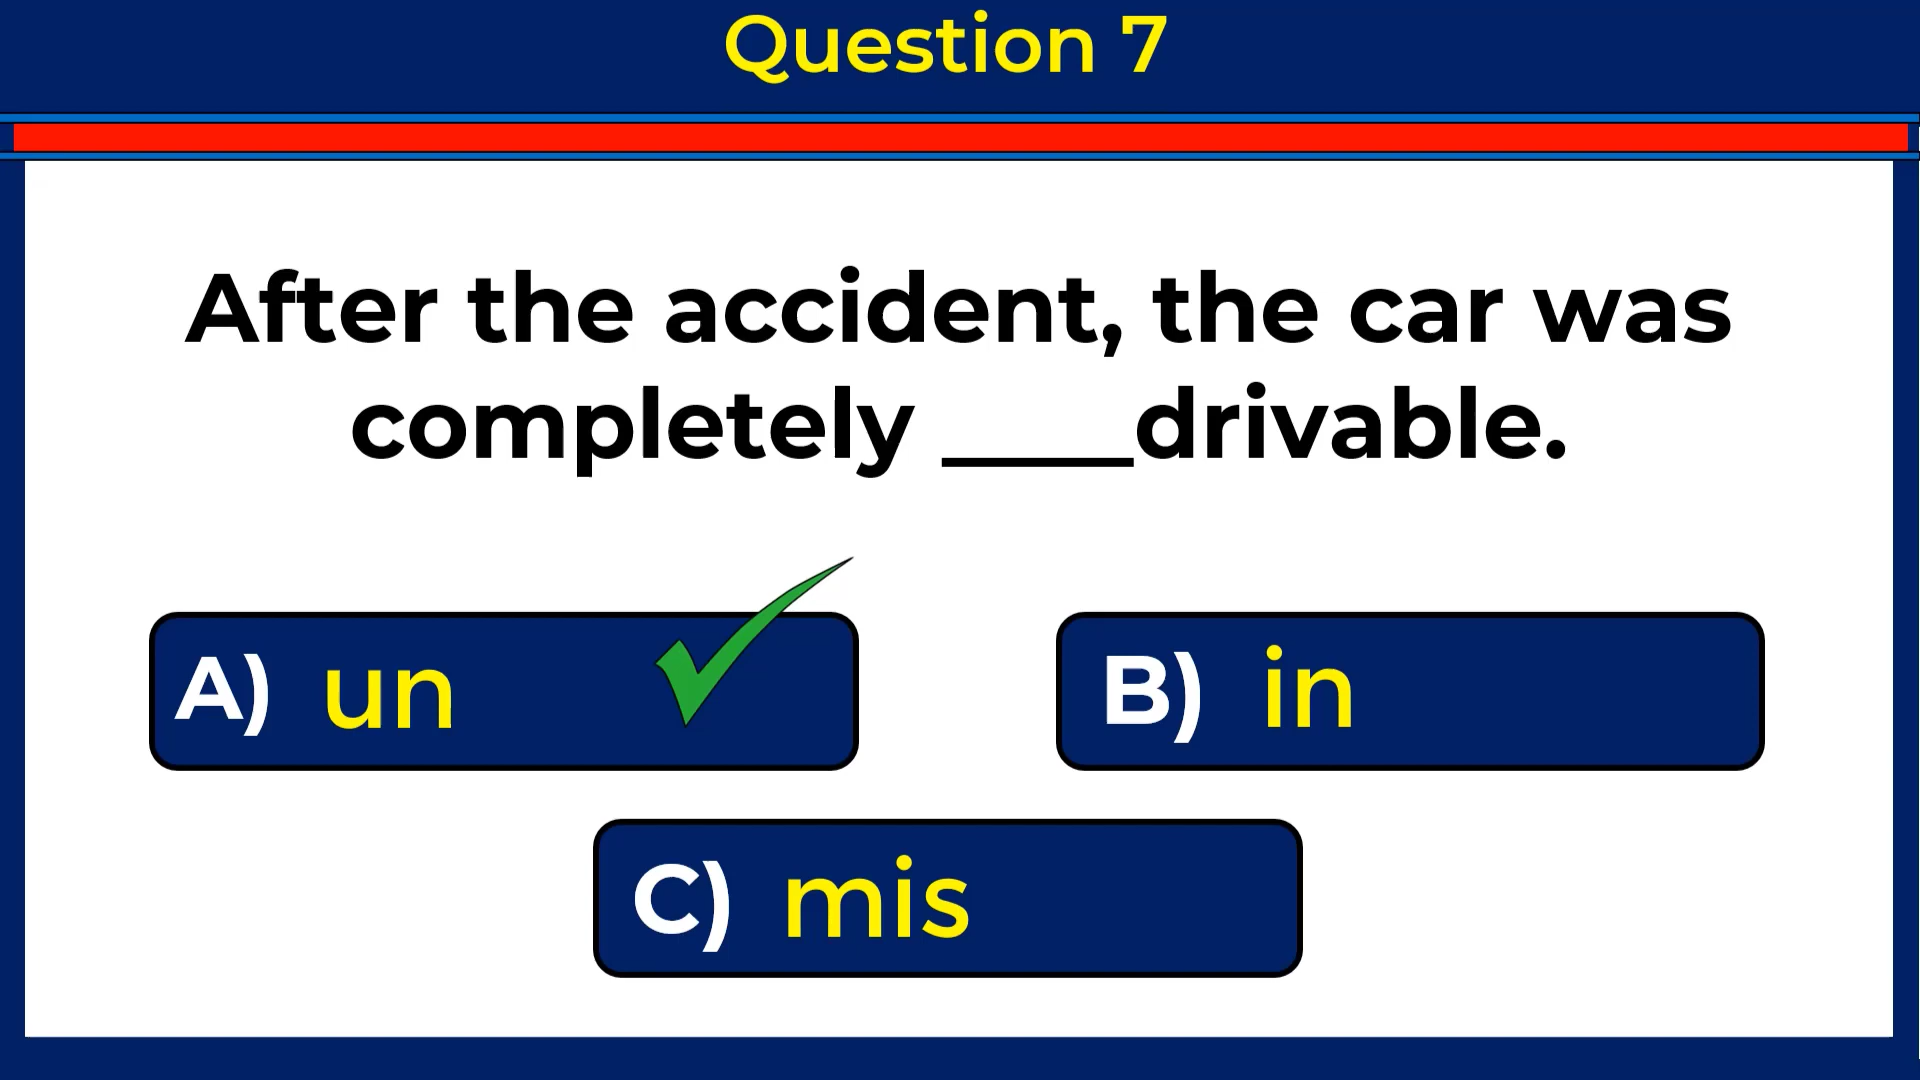 Question 7
After the accident, the car was
completely ____drivable.
A) un
B) in
C) mis